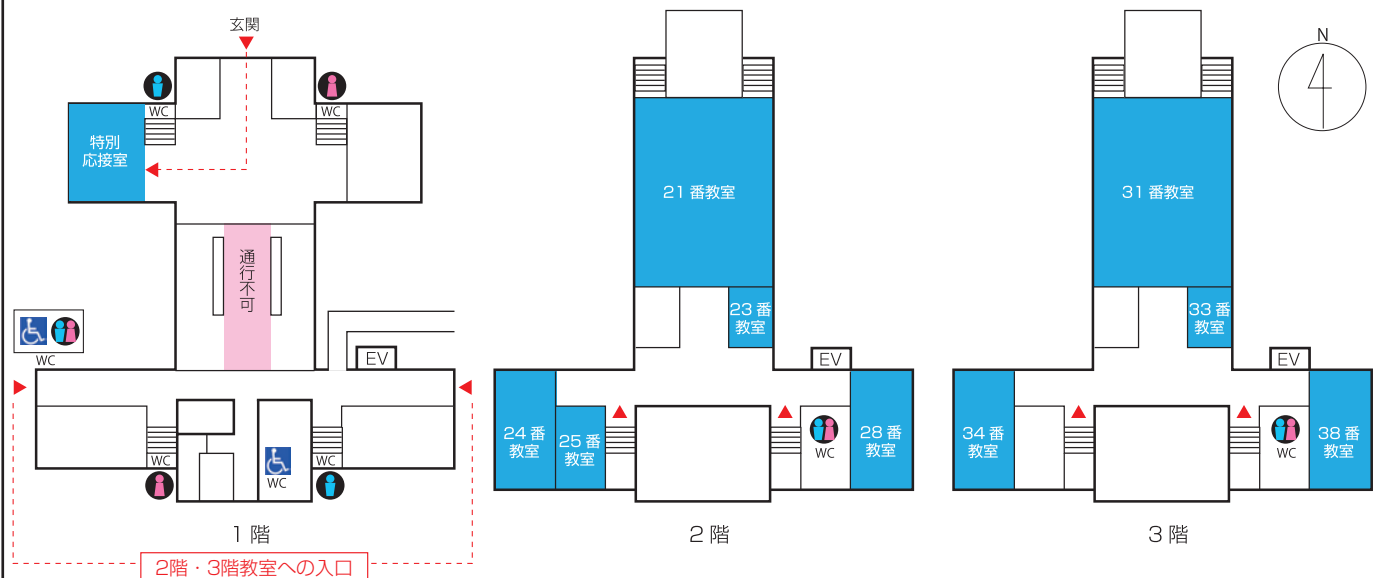 玄関
N
WC
WC
特別
応接室
21 番教室
31 番教室
通行不可
23 番
教室
33 番
教室
WC
EV
EV
EV
24 番
教室
25 番
教室
WC
28 番
教室
34 番
教室
WC
38 番
教室
WC
WC
WC
1 階
2 階
3 階
2階・3階教室への入口